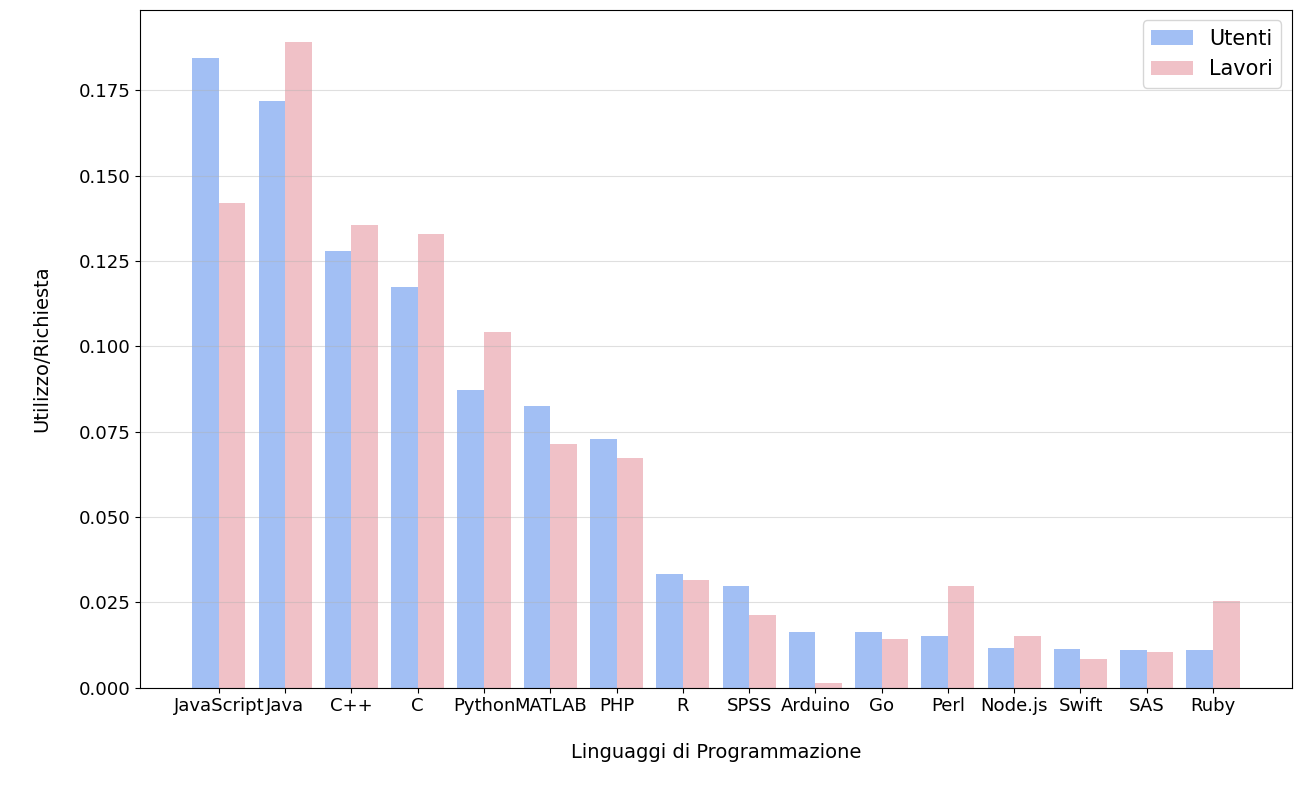 Utenti
Lavori
0.175
0.150
0.125
0.100
0.075
0.050
0.025
0.000
Utilizzo/Richiesta
JavaScript Java C++ C Python MATLAB PHP R SPSS Arduino Go Perl Node.js Swift SAS Ruby
Linguaggi di Programmazione